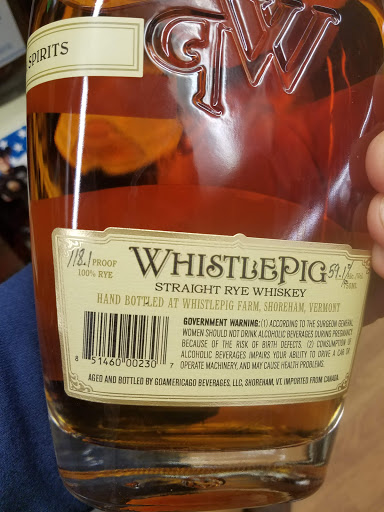 SPIRITS
WP
118.1 PROOF
100% RYE
WHISTLEPIG
STRAIGHT RYE WHISKEY
HAND BOTTLED AT WHISTLEPIG FARM, SHOREHAM, VERMONT
GOVERNMENT WARNING: (1) ACCORDING TO THE SURGEON GENERAL,
WOMEN SHOULD NOT DRINK ALCOHOLIC BEVERAGES DURING PREGNANCY
BECAUSE OF THE RISK OF BIRTH DEFECTS. (2) CONSUMPTION OF
ALCOHOLIC BEVERAGES IMPAIRS YOUR ABILITY TO DRIVE A CAR OR
OPERATE MACHINERY, AND MAY CAUSE HEALTH PROBLEMS.
8 51460 00230 7
AGED AND BOTTLED BY GOAMERICAGO BEVERAGES, LLC, SHOREHAM, VT. IMPORTED FROM CANADA.